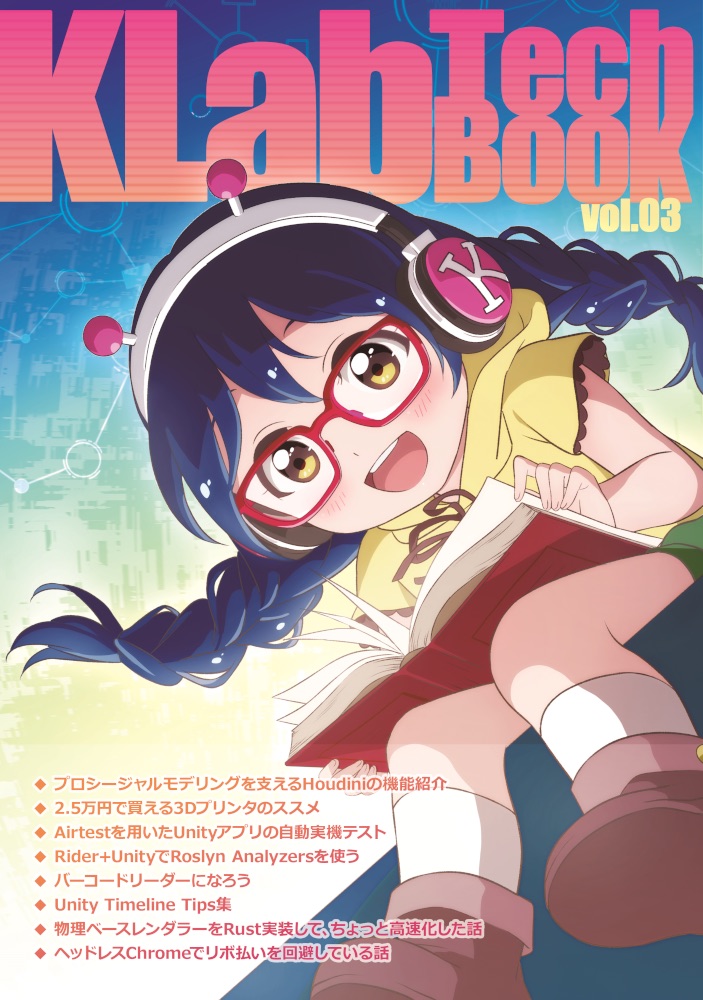 KLab Tech Book
vol.03
K
◆ プロシージャルモデリングを支えるHoudiniの機能紹介
◆ 2.5万円で買える3Dプリンタのススメ
◆ Airtestを用いたUnityアプリの自動実機テスト
◆ Rider+UnityでRoslyn Analyzersを使う
◆ バーコードリーダーになろう
◆ Unity Timeline Tips集
◆ 物理ベースレンダラーをRust実装して、ちょっと高速化した話
◆ ヘッドレスChromeでリボ払いを回避している話